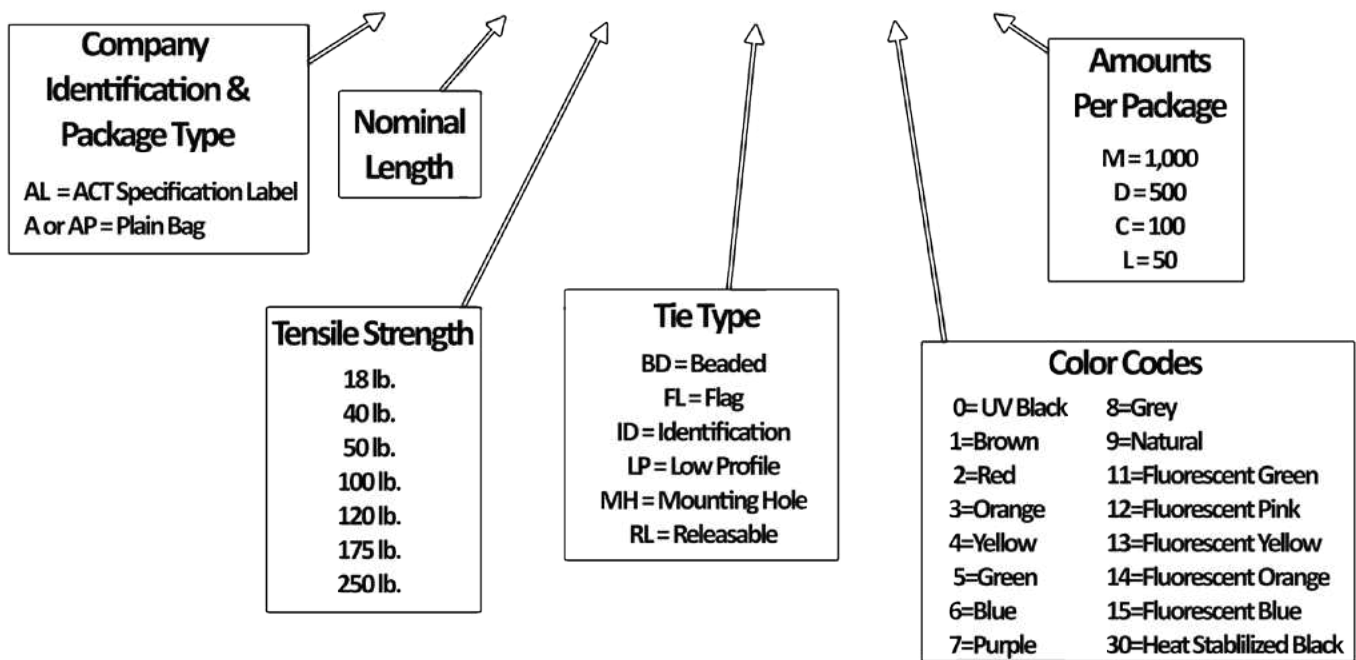 Company
Identification &
Package Type
AL = ACT Specification Label
A or AP = Plain Bag
Nominal
Length
Tensile Strength
18 lb.
40 lb.
50 lb.
100 lb.
120 lb.
175 lb.
250 lb.
Tie Type
BD = Beaded
FL = Flag
ID = Identification
LP = Low Profile
MH = Mounting Hole
RL = Releasable
Amounts
Per Package
M = 1,000
D = 500
C = 100
L = 50
Color Codes
0= UV Black 8=Grey
1=Brown 9=Natural
2=Red 11=Fluorescent Green
3=Orange 12=Fluorescent Pink
4=Yellow 13=Fluorescent Yellow
5=Green 14=Fluorescent Orange
6=Blue 15=Fluorescent Blue
7=Purple 30=Heat Stablilized Black